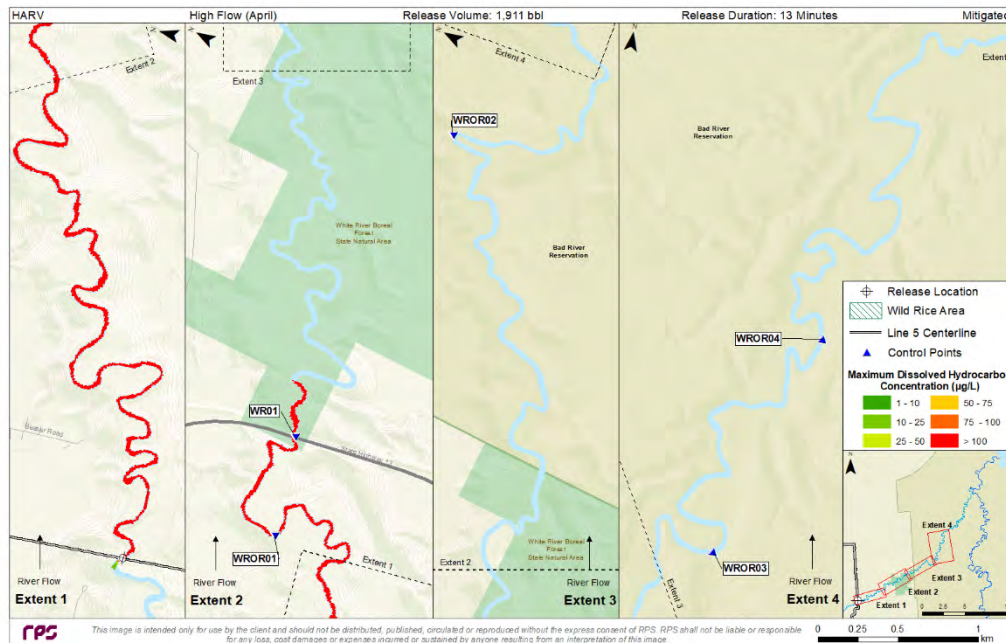 HARV
High Flow (April)
Release Volume: 1,911 bbl
Release Duration: 13 Minutes
Mitigated
Extent 2
Beaser Road
River Flow
Extent 1
N
Extent 3
White River Boreal
Forest
State Natural Area
WR01
WROR01
Extent 1
River Flow
Extent 2
N
Extent 4
WROR02
Bad River
Reservation
White River Boreal
Forest
State Natural Area
Extent 2
River Flow
Extent 3
N
Extent
Bad River
Reservation
WROR04
WROR03
Extent 3
River Flow
Extent 4
Release Location
Wild Rice Area
Line 5 Centerline
Control Points
Maximum Dissolved Hydrocarbo
Concentration (µg/L)
1 - 10
50 - 75
10 - 25
75 - 100
25 - 50
> 100
N
Extent 4
Extent 3
Extent 2
Extent 1
0 2.5 5
km
rps
This image is intended only for use by the client and should not be distributed, published, circulated or reproduced without the express consent of RPS. RPS shall not be liable or responsible
for any loss, cost damages or expenses incurred or sustained by anyone resulting from an interpretation of this image.
0 0.25 0.5 1
km